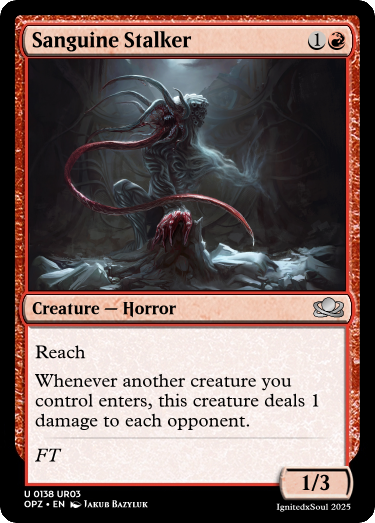 Sanguine Stalker 1
Creature — Horror
Reach
Whenever another creature you
control enters, this creature deals 1
damage to each opponent.
FT
1/3
U 0138 UR03
OPZ • EN Jakub Bazyluk
IgnitedxSoul 2025